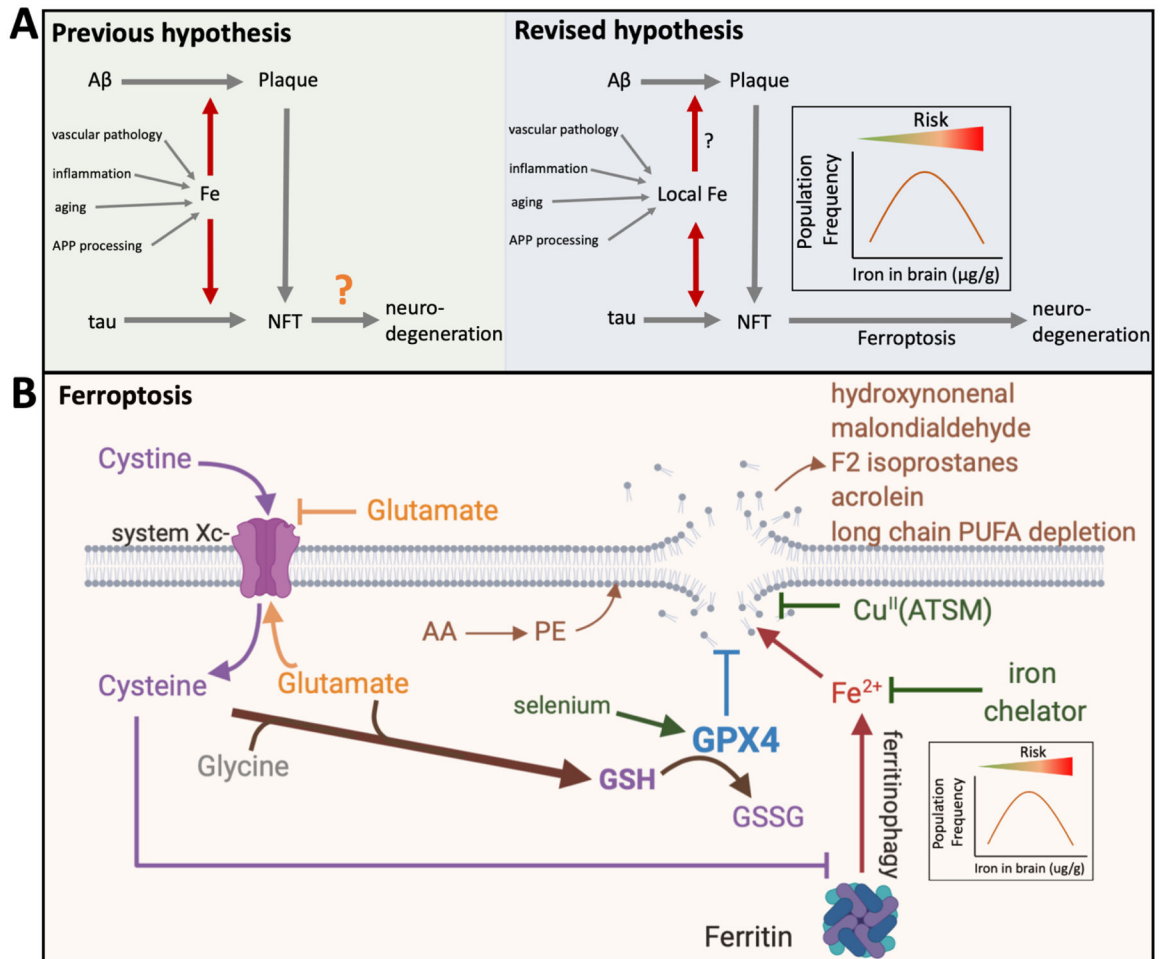 A
Previous hypothesis
Aβ
Plaque
vascular pathology
inflammation
Fe
aging
APP processing
?
tau
NFT
neuro-
degeneration
Revised hypothesis
Aβ
Plaque
vascular pathology
?
inflammation
Local Fe
aging
APP processing
tau
NFT
Ferroptosis
neuro-
degeneration
Risk
Population
Frequency
Iron in brain (µg/g)
B
Ferroptosis
Cystine
system Xc-
Glutamate
hydroxynonenal
malondialdehyde
F2 isoprostanes
acrolein
long chain PUFA depletion
AA
PE
Cu^II(ATSM)
Cysteine
Glutamate
Glycine
selenium
GPX4
GSH
GSSG
Fe²⁺
iron
chelator
ferritinophagy
Risk
Population
Frequency
Iron in brain (ug/g)
Ferritin